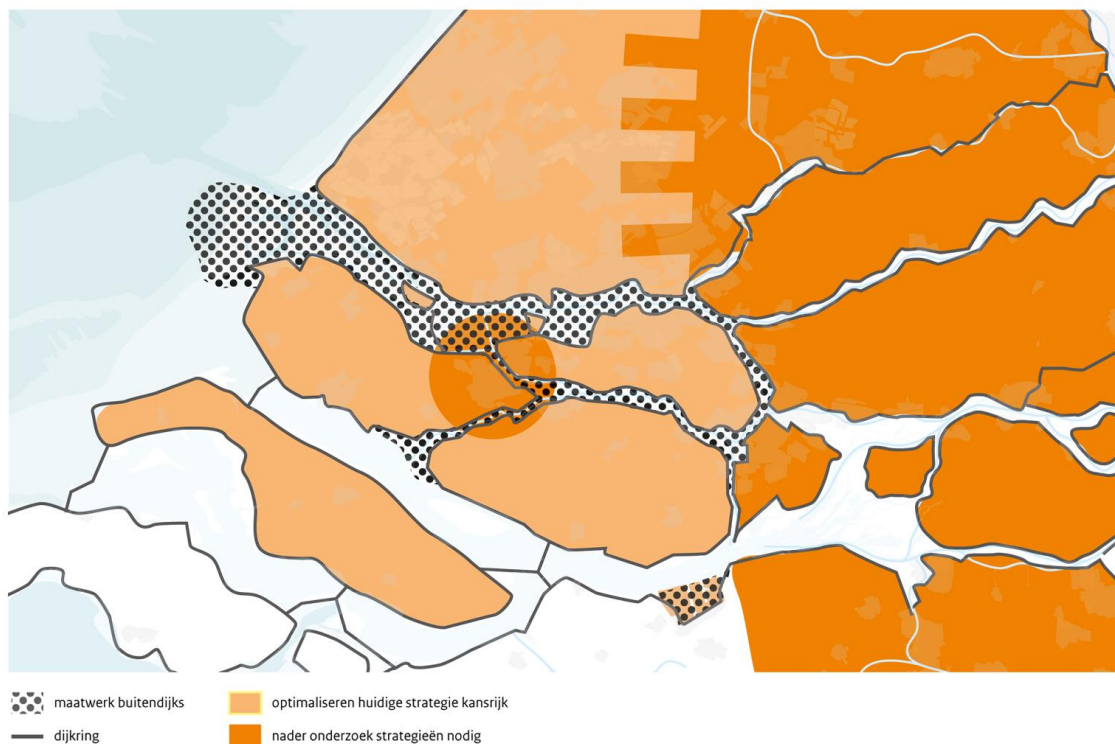 maatwerk buitendijks
optimaliseren huidige strategie kansrijk
dijkring
nader onderzoek strategieën nodig